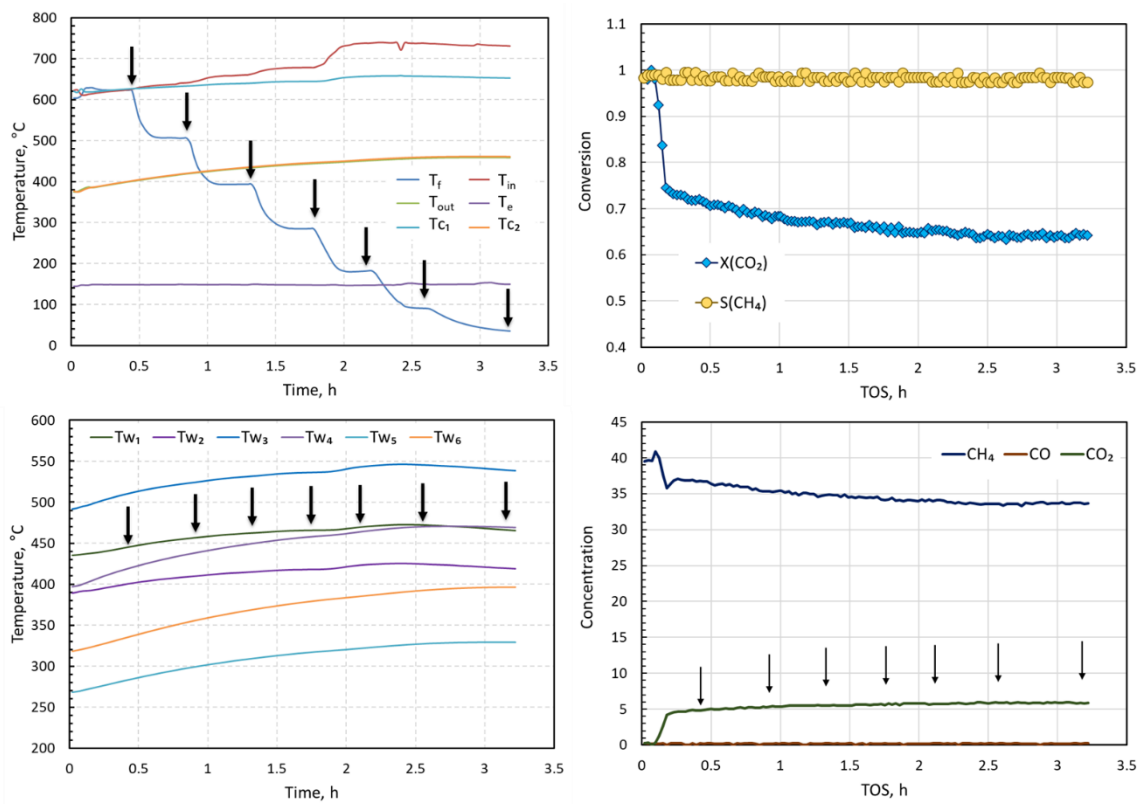 Temperature, °C
800
700
600
500
400
300
200
100
0
0 0.5 1 1.5 2 2.5 3 3.5
Time, h
T_f T_in
T_out T_e
Tc₁ Tc₂
Conversion
1.1
1
0.9
0.8
0.7
0.6
0.5
0.4
0 0.5 1 1.5 2 2.5 3 3.5
TOS, h
X(CO₂)
S(CH₄)
Temperature, °C
600
550
500
450
400
350
300
250
200
0 0.5 1 1.5 2 2.5 3 3.5
Time, h
Tw₁ Tw₂ Tw₃ Tw₄ Tw₅ Tw₆
Concentration
45
40
35
30
25
20
15
10
5
0
0 0.5 1 1.5 2 2.5 3 3.5
TOS, h
CH₄ CO CO₂